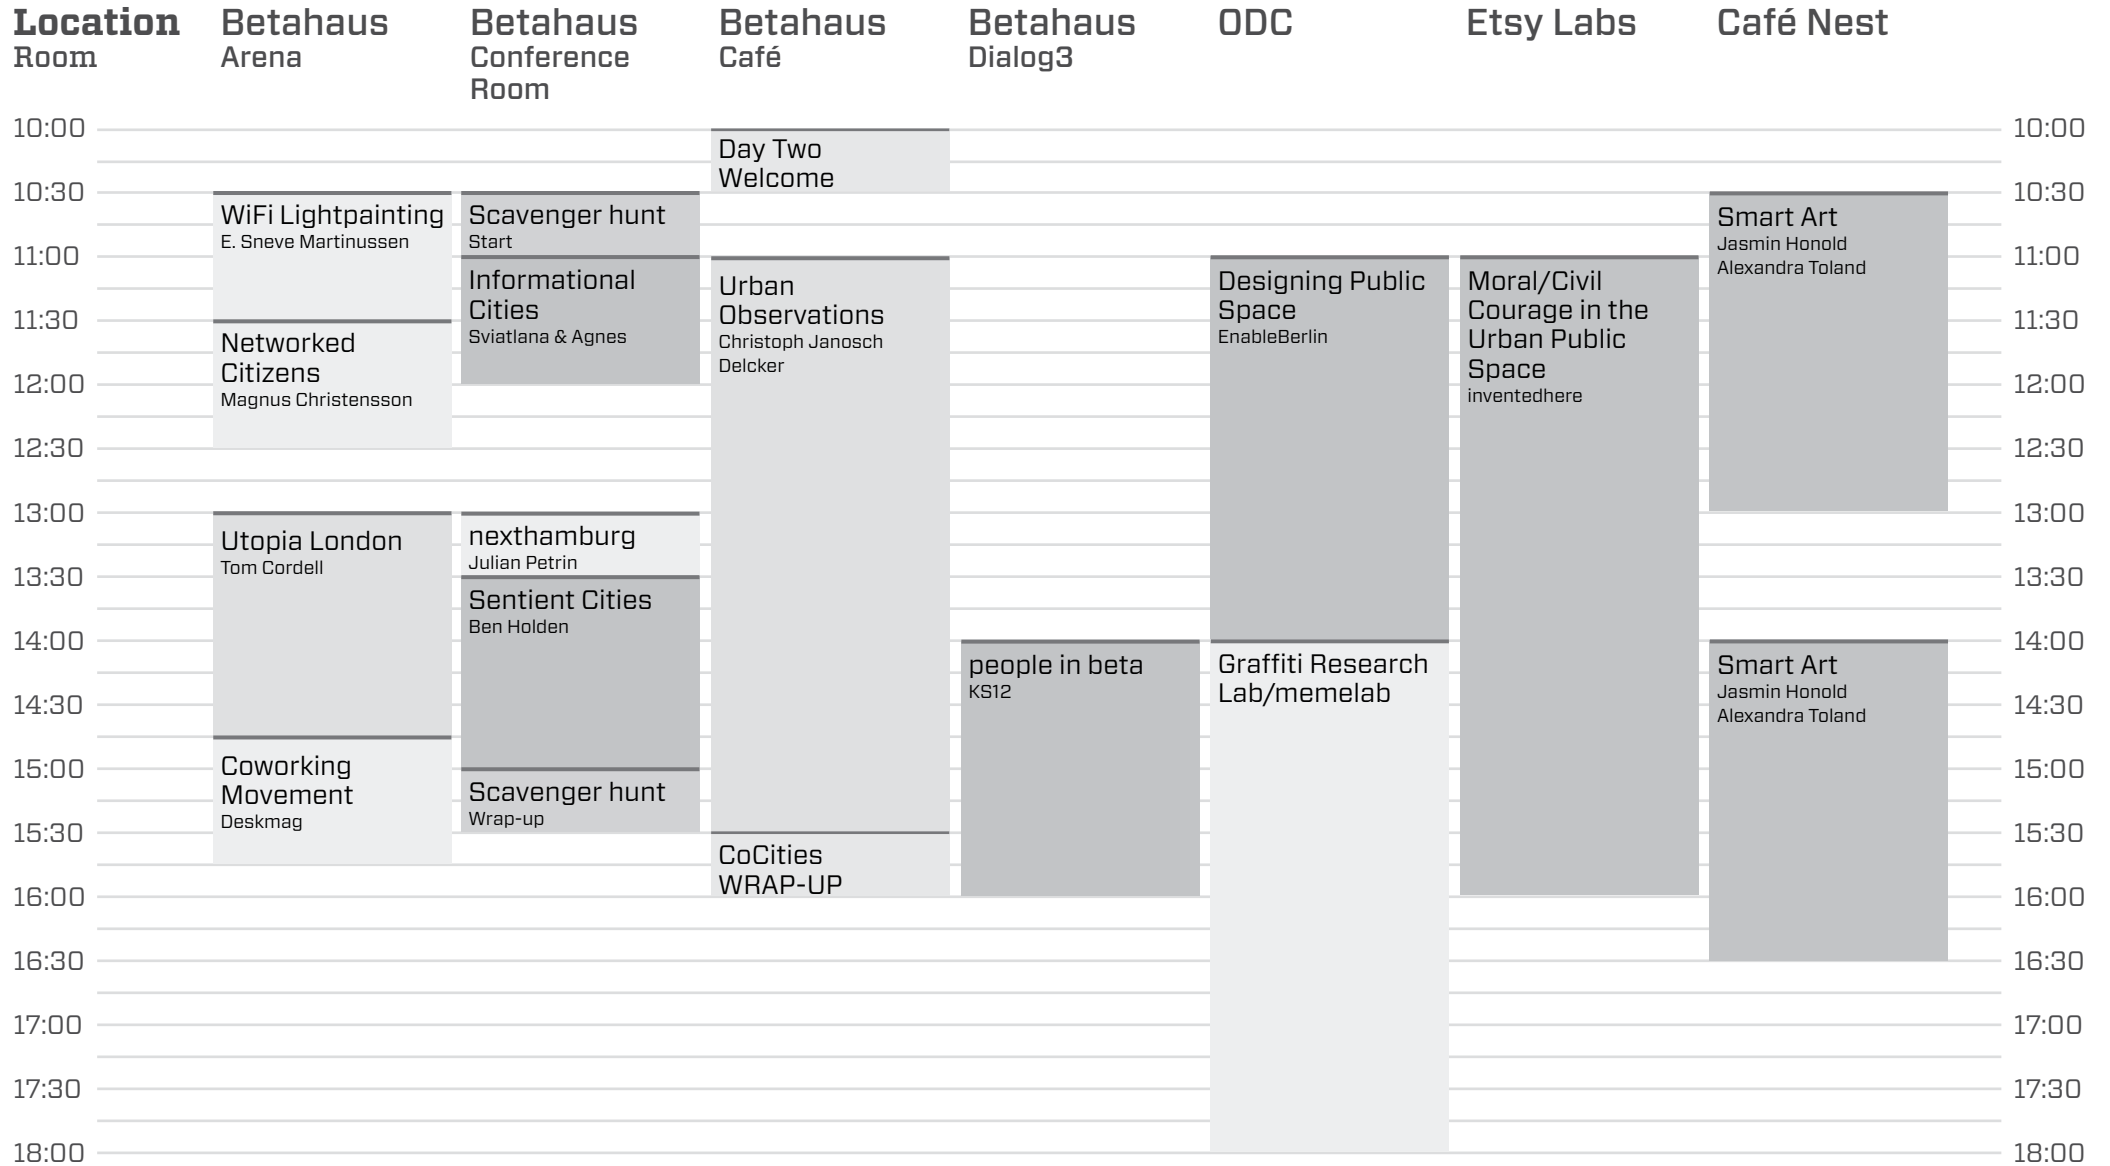 Location
Room
Betahaus
Arena
Betahaus
Conference
Room
Betahaus
Café
Betahaus
Dialog3
ODC
Etsy Labs
Café Nest
10:00
10:30
11:00
11:30
12:00
12:30
13:00
13:30
14:00
14:30
15:00
15:30
16:00
16:30
17:00
17:30
18:00
WiFi Lightpainting
E. Sneve Martinussen
Networked
Citizens
Magnus Christensson
Utopia London
Tom Cordell
Coworking
Movement
Deskmag
Scavenger hunt
Start
Informational
Cities
Sviatlana & Agnes
nexthamburg
Julian Petrin
Sentient Cities
Ben Holden
Scavenger hunt
Wrap-up
Day Two
Welcome
Urban
Observations
Christoph Janosch
Delcker
CoCities
WRAP-UP
people in beta
KS12
Designing Public
Space
EnableBerlin
Graffiti Research
Lab/memelab
Moral/Civil
Courage in the
Urban Public
Space
inventedhere
Smart Art
Jasmin Honold
Alexandra Toland
Smart Art
Jasmin Honold
Alexandra Toland
10:00
10:30
11:00
11:30
12:00
12:30
13:00
13:30
14:00
14:30
15:00
15:30
16:00
16:30
17:00
17:30
18:00